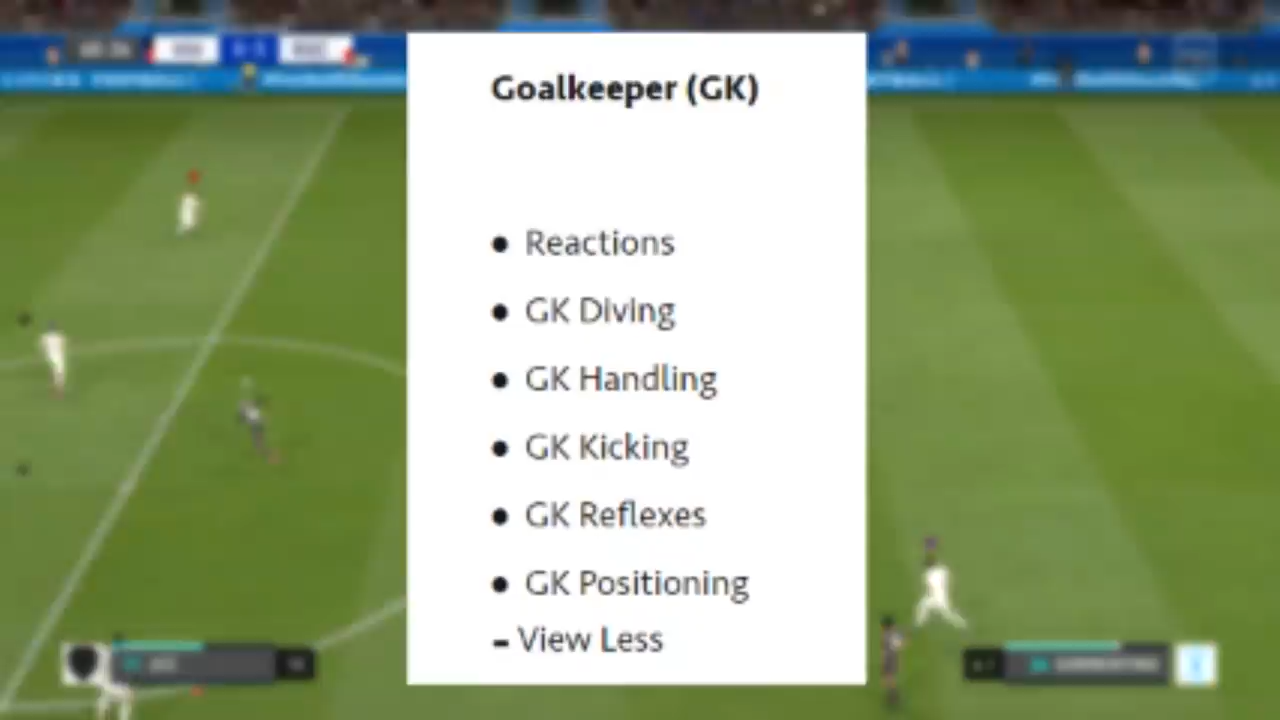 Goalkeeper (GK)
● Reactions
● GK Diving
● GK Handling
● GK Kicking
● GK Reflexes
● GK Positioning
– View Less